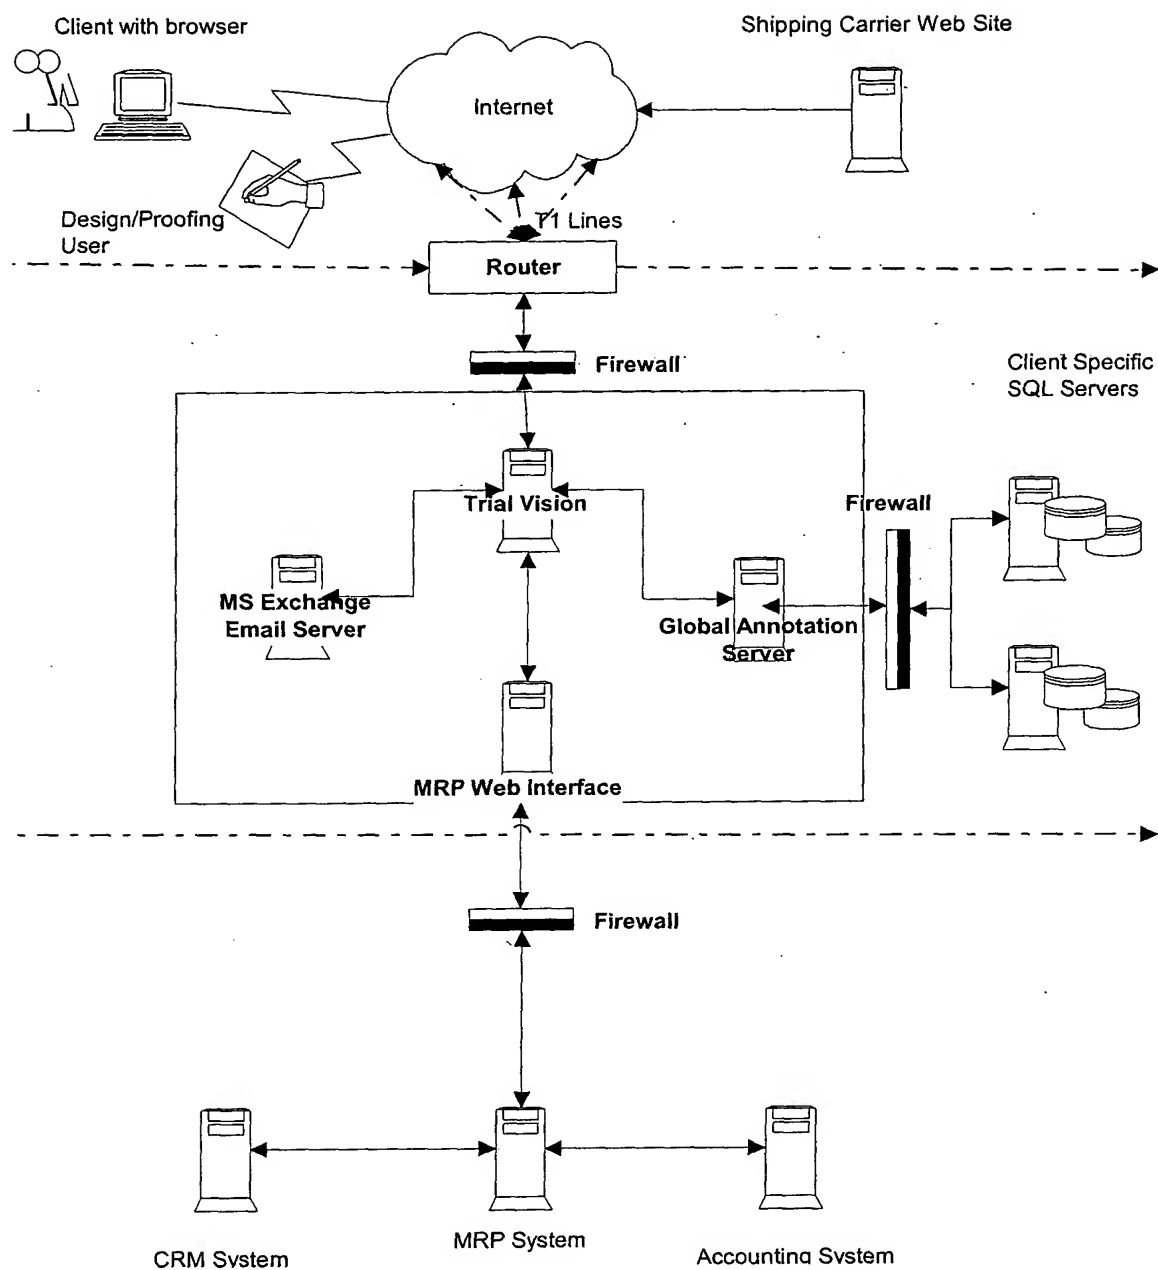 Client with browser
Shipping Carrier Web Site
Internet
Design/Proofing
User
T1 Lines
Router
Firewall
Client Specific
SQL Servers
Trial Vision
Firewall
MS Exchange
Email Server
Global Annotation
Server
MRP Web Interface
Firewall
CRM System
MRP System
Accounting System